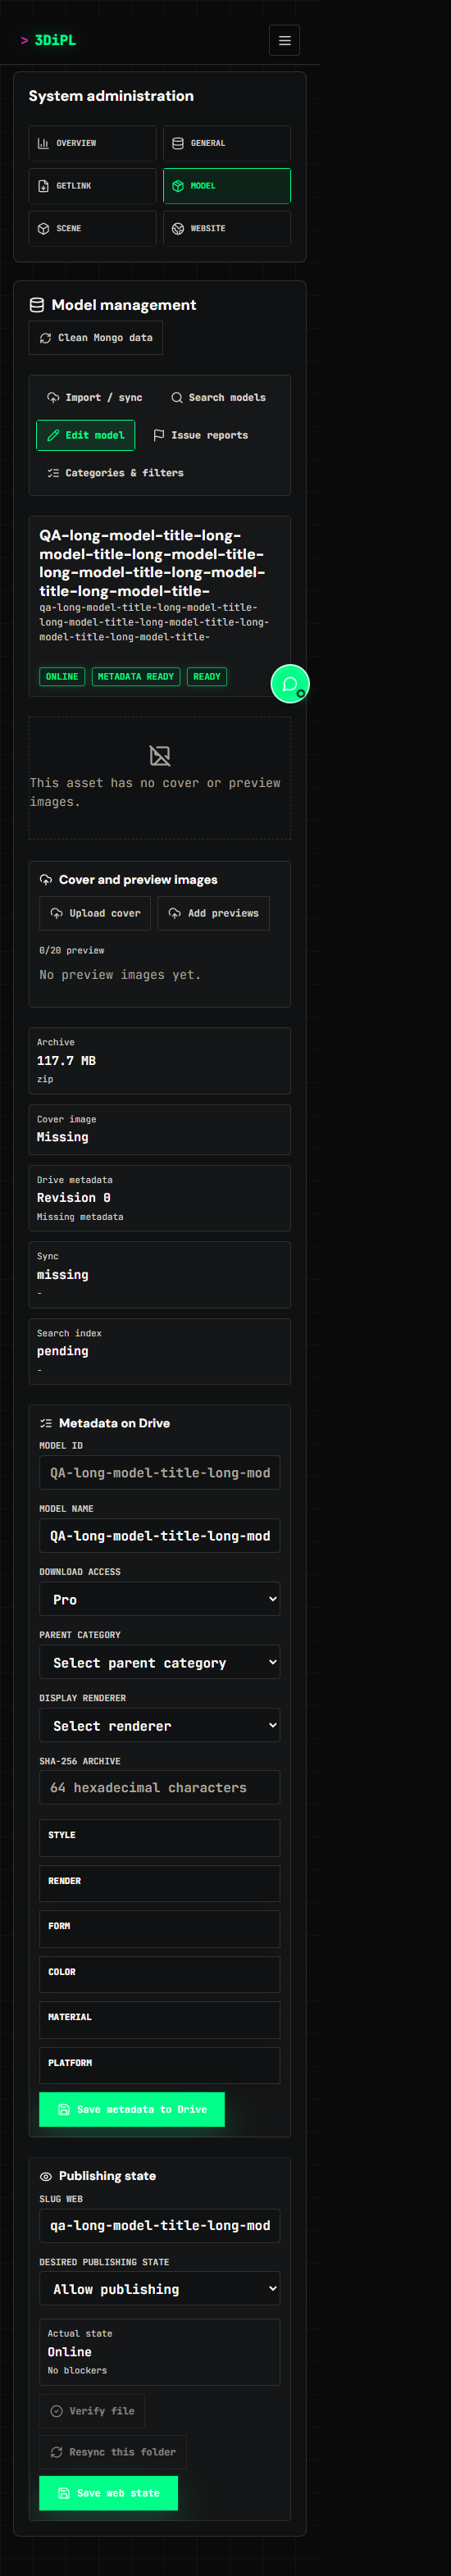 > 3DiPL
System administration
OVERVIEW
GENERAL
GETLINK
MODEL
SCENE
WEBSITE
Model management
Clean Mongo data
Import / sync
Search models
Edit model
Issue reports
Categories & filters
QA-long-model-title-long-
model-title-long-model-title-
long-model-title-long-model-
title-long-model-title-
qa-long-model-title-long-model-title-
long-model-title-long-model-title-long-
model-title-long-model-title-
ONLINE
METADATA READY
READY
This asset has no cover or preview
images.
Cover and preview images
Upload cover
Add previews
0/20 preview
No preview images yet.
Archive
117.7 MB
zip
Cover image
Missing
Drive metadata
Revision 0
Missing metadata
Sync
missing
-
Search index
pending
-
Metadata on Drive
MODEL ID
QA-long-model-title-long-mod
MODEL NAME
QA-long-model-title-long-mod
DOWNLOAD ACCESS
Pro
PARENT CATEGORY
Select parent category
DISPLAY RENDERER
Select renderer
SHA-256 ARCHIVE
64 hexadecimal characters
STYLE
RENDER
FORM
COLOR
MATERIAL
PLATFORM
Save metadata to Drive
Publishing state
SLUG WEB
qa-long-model-title-long-mod
DESIRED PUBLISHING STATE
Allow publishing
Actual state
Online
No blockers
Verify file
Resync this folder
Save web state